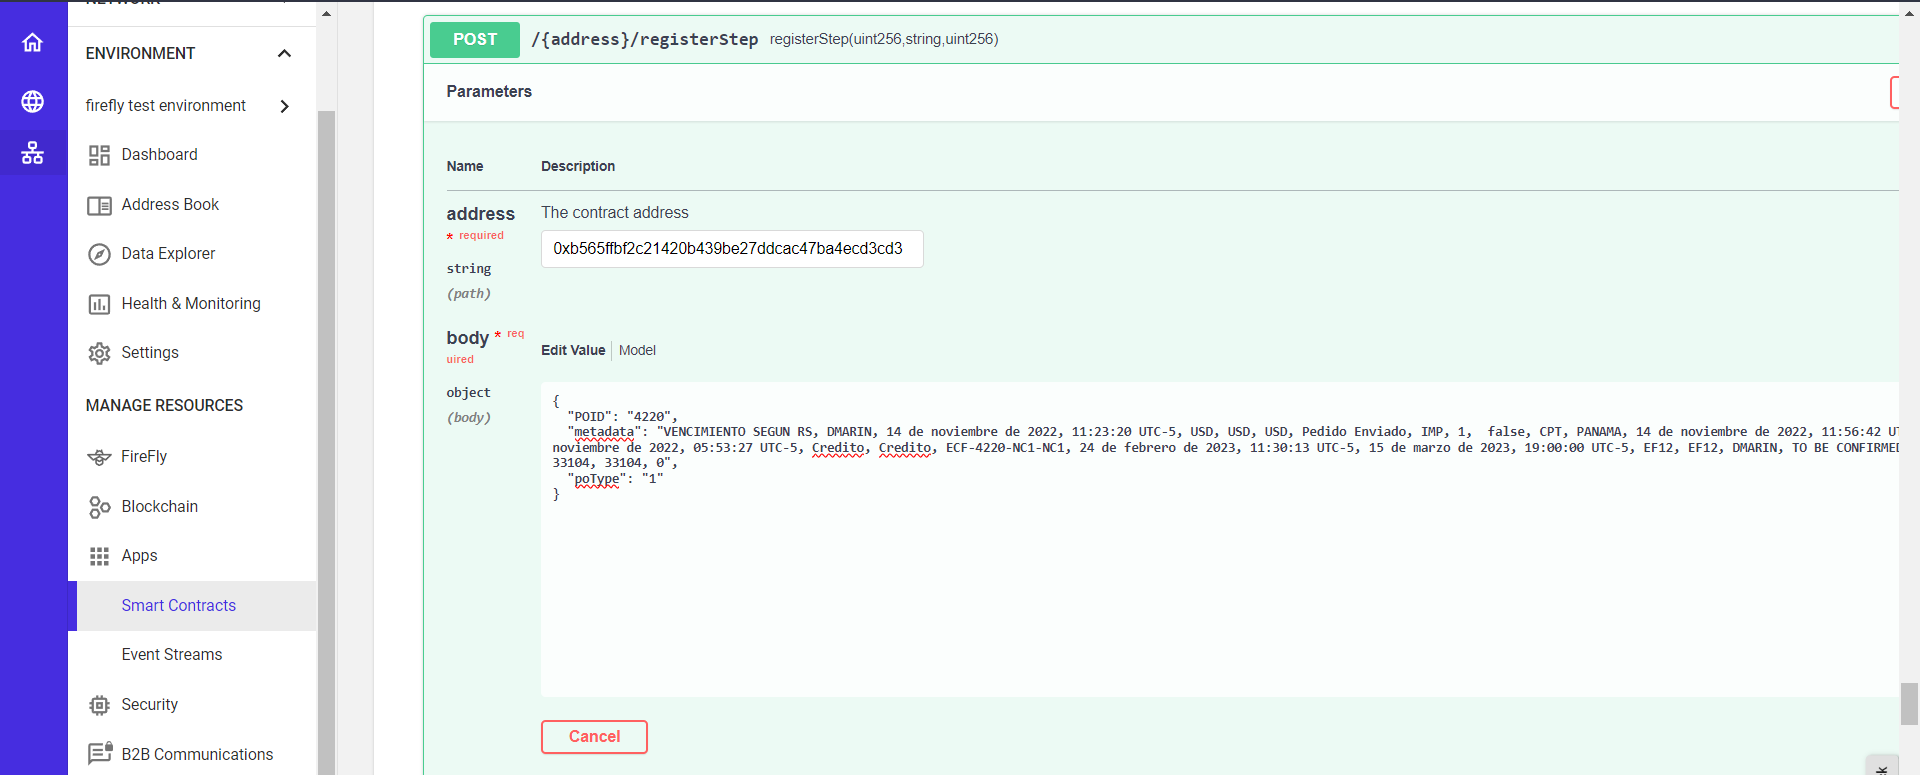 ENVIRONMENT
firefly test environment
Dashboard
Address Book
Data Explorer
Health & Monitoring
Settings
MANAGE RESOURCES
FireFly
Blockchain
Apps
Smart Contracts
Event Streams
Security
B2B Communications
POST /{address}/registerStep registerStep(uint256,string,uint256)
Parameters
Name Description
address The contract address
* required
0xb565ffbf2c21420b439be27ddcac47ba4ecd3cd3
string
(path)
body * req
uired
Edit Value Model
object
(body)
{
"POID": "4220",
"metadata": "VENCIMIENTO SEGUN RS, DMARIN, 14 de noviembre de 2022, 11:23:20 UTC-5, USD, USD, USD, Pedido Enviado, IMP, 1,  false, CPT, PANAMA, 14 de noviembre de 2022, 11:56:42 UT
noviembre de 2022, 05:53:27 UTC-5, Credito, Credito, ECF-4220-NC1-NC1, 24 de febrero de 2023, 11:30:13 UTC-5, 15 de marzo de 2023, 19:00:00 UTC-5, EF12, EF12, DMARIN, TO BE CONFIRMED
33104, 33104, 0",
"poType": "1"
}
Cancel